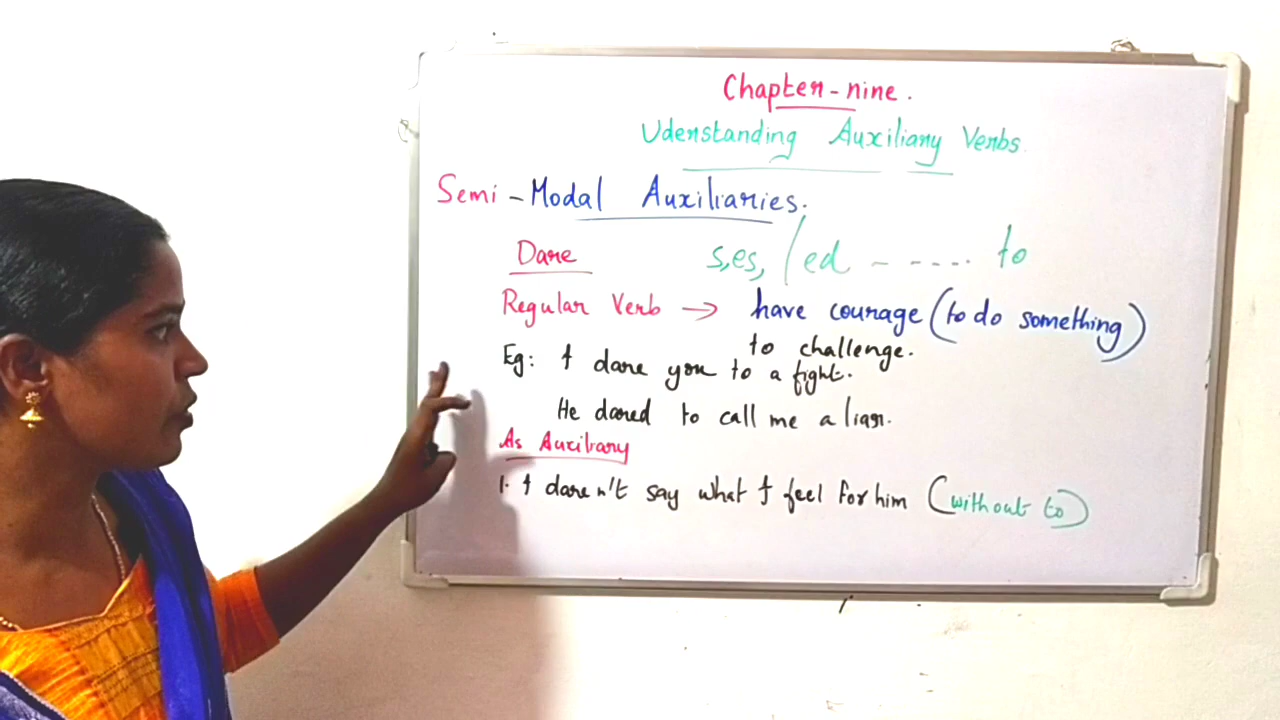 Chapter-nine.
Uderstanding Auxiliary Verbs
Semi-Modal Auxiliaries.
Dare s,es, /ed - - - - - to
Regular Verb → have courage (to do something)
to challenge.
Eg: I dare you to a fight.
He dared to call me a liar.
As Auxiliary
1. I daren't say what I feel for him (without to)